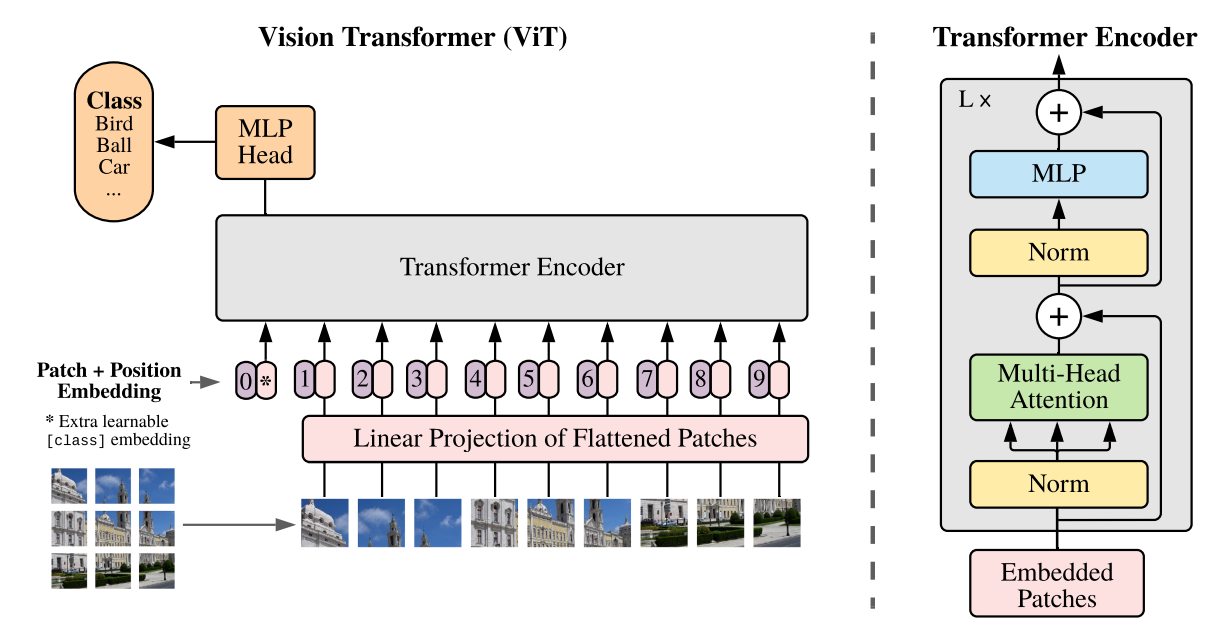 Vision Transformer (ViT)
Class
Bird
Ball
Car
...
MLP
Head
Transformer Encoder
Patch + Position
Embedding
0 * 1 2 3 4 5 6 7 8 9
* Extra learnable
[class] embedding
Linear Projection of Flattened Patches
Transformer Encoder
L x
+
MLP
Norm
+
Multi-Head
Attention
Norm
Embedded
Patches